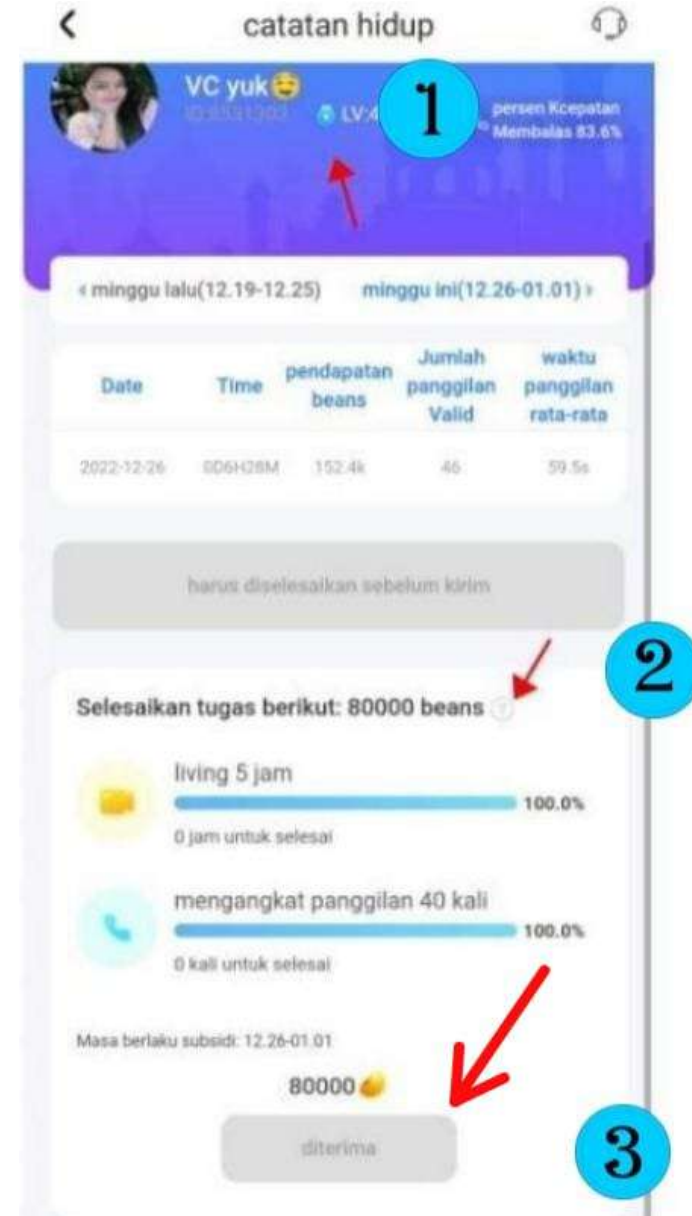 catatan hidup
VC yuk
LV:4
1
persen Kcepatan
Membalas 83.6%
minggu lalu(12.19-12.25)
minggu ini(12.26-01.01)
Date
Time
pendapatan
beans
Jumlah
panggilan
Valid
waktu
panggilan
rata-rata
2022-12-26
0D6H28M
152.4k
46
59.5s
harus diselesaikan sebelum kirim
2
Selesaikan tugas berikut: 80000 beans
living 5 jam
100.0%
0 jam untuk selesai
mengangkat panggilan 40 kali
100.0%
0 kali untuk selesai
Masa berlaku subsidi: 12.26-01.01
80000
diterima
3